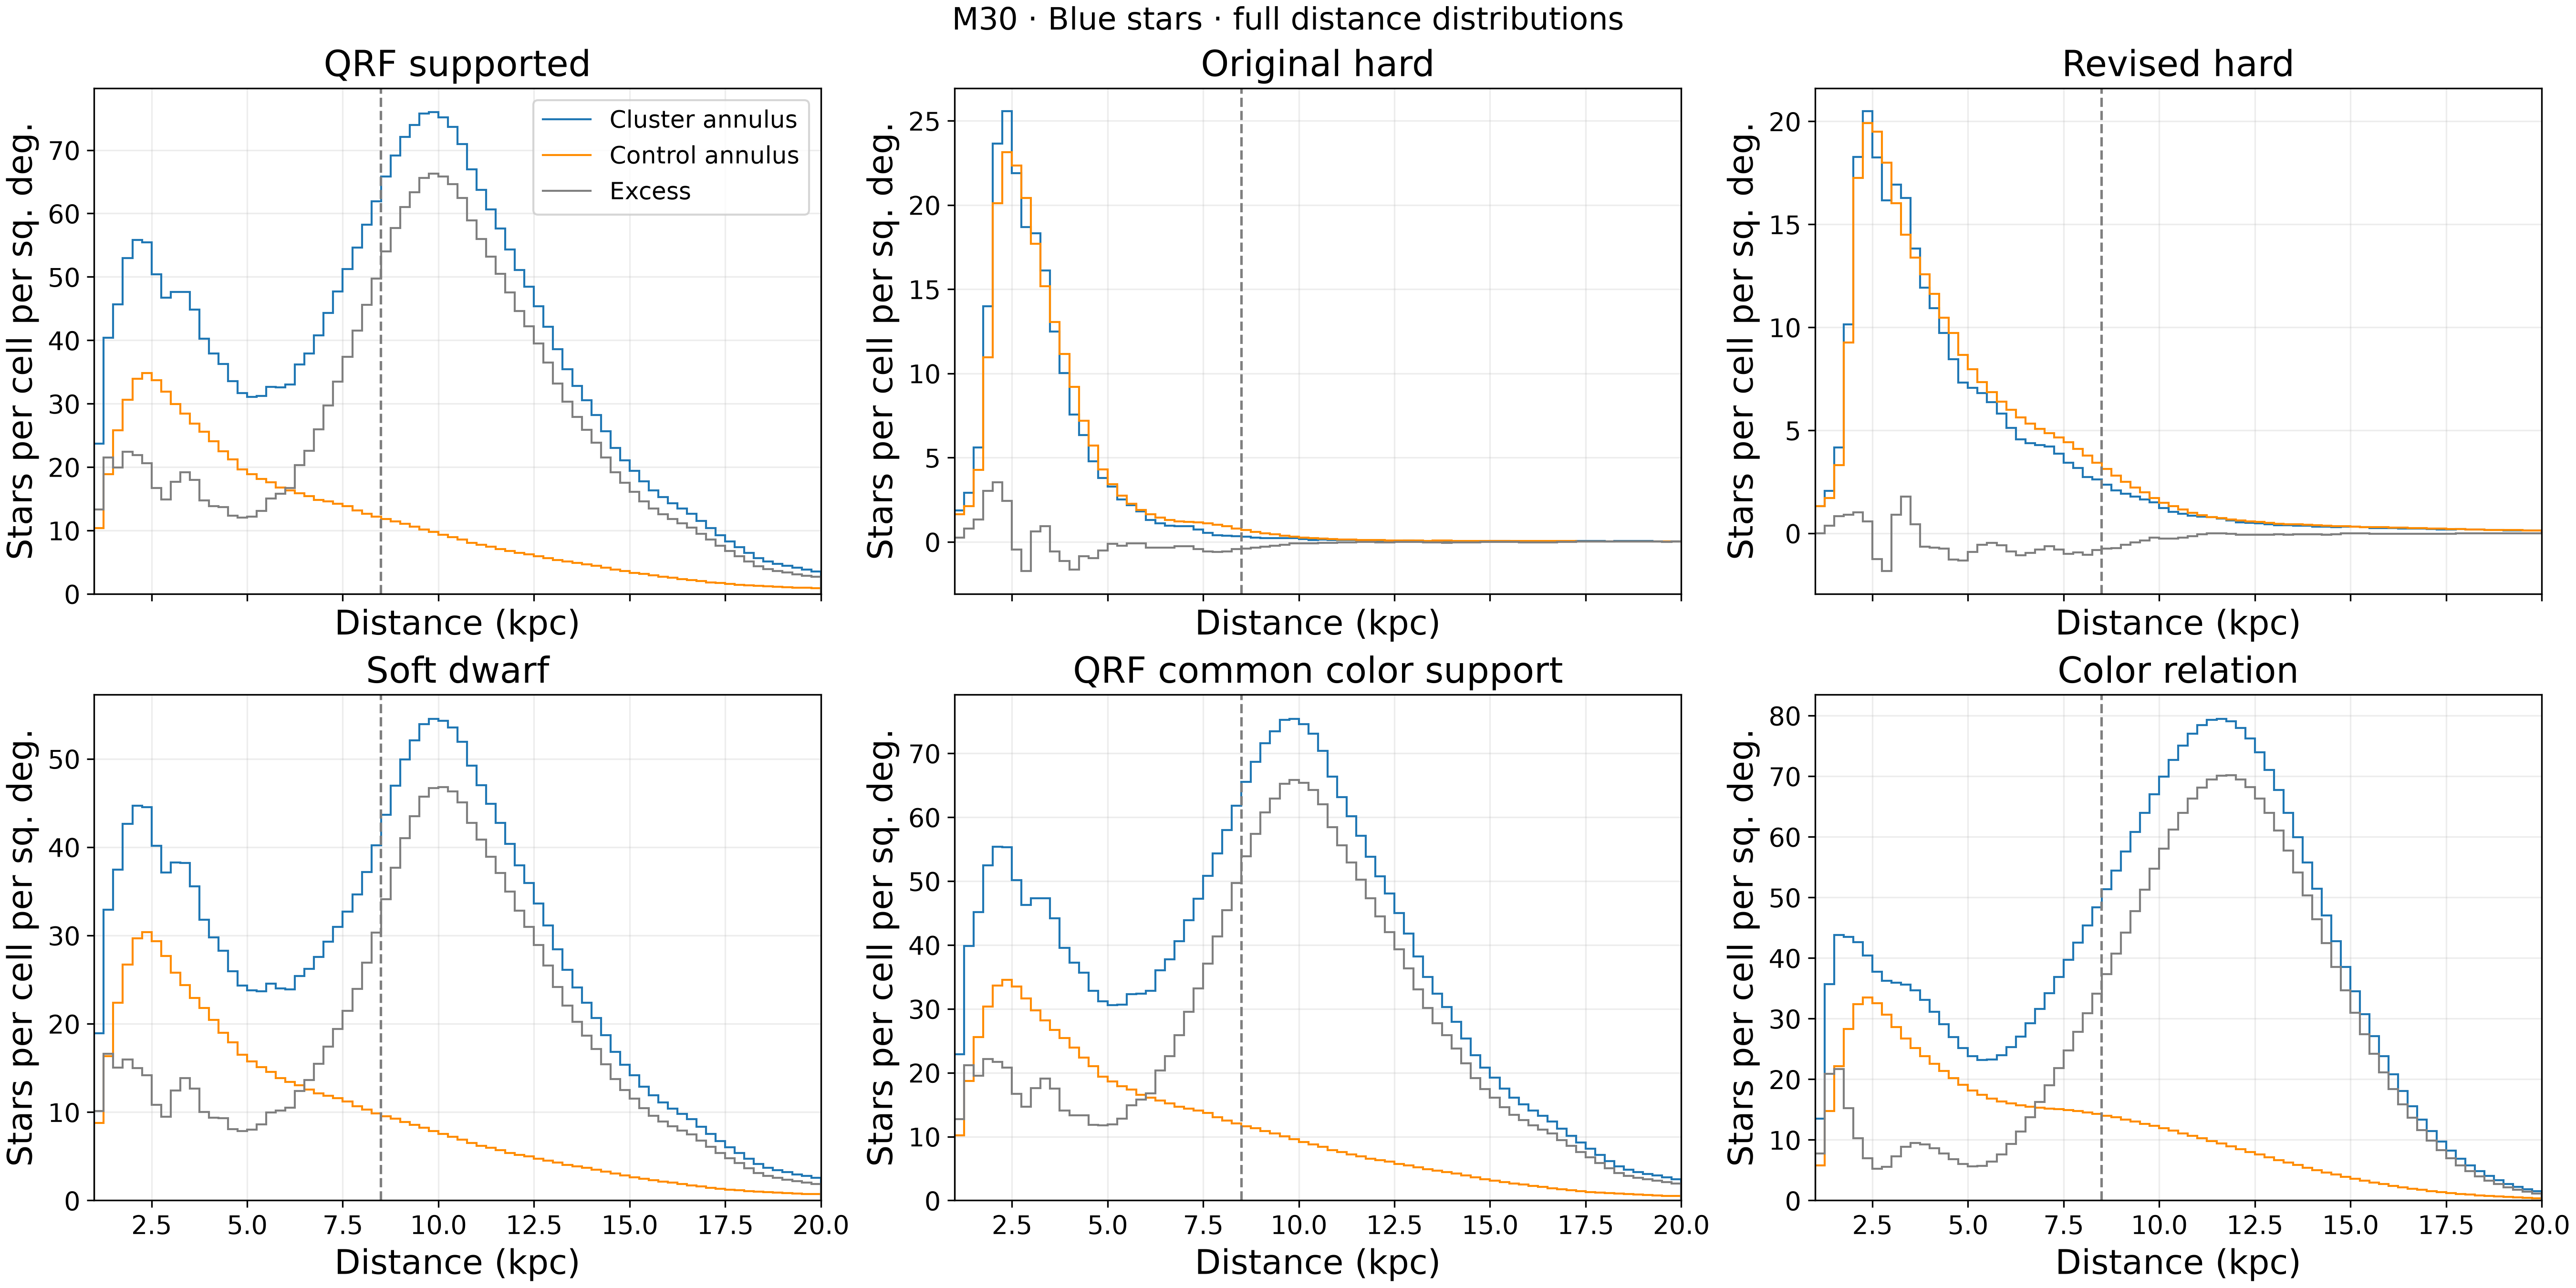 M30 · Blue stars · full distance distributions
QRF supported
Stars per cell per sq. deg.
70
60
50
40
30
20
10
0
Cluster annulus
Control annulus
Excess
Distance (kpc)
Original hard
Stars per cell per sq. deg.
25
20
15
10
5
0
Distance (kpc)
Revised hard
Stars per cell per sq. deg.
20
15
10
5
0
Distance (kpc)
Soft dwarf
Stars per cell per sq. deg.
50
40
30
20
10
0
2.5 5.0 7.5 10.0 12.5 15.0 17.5 20.0
Distance (kpc)
QRF common color support
Stars per cell per sq. deg.
70
60
50
40
30
20
10
0
2.5 5.0 7.5 10.0 12.5 15.0 17.5 20.0
Distance (kpc)
Color relation
Stars per cell per sq. deg.
80
70
60
50
40
30
20
10
0
2.5 5.0 7.5 10.0 12.5 15.0 17.5 20.0
Distance (kpc)